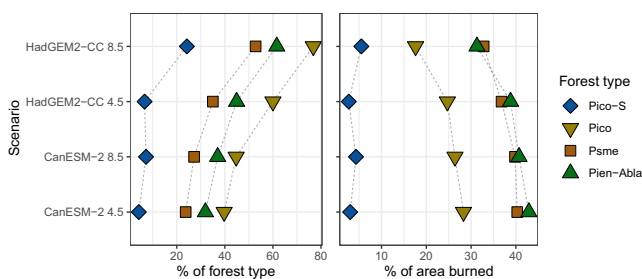 Scenario
HadGEM2-CC 8.5
HadGEM2-CC 4.5
CanESM-2 8.5
CanESM-2 4.5
20 40 60 80
% of forest type
10 20 30 40
% of area burned
Forest type
Pico-S
Pico
Psme
Pien-Abla